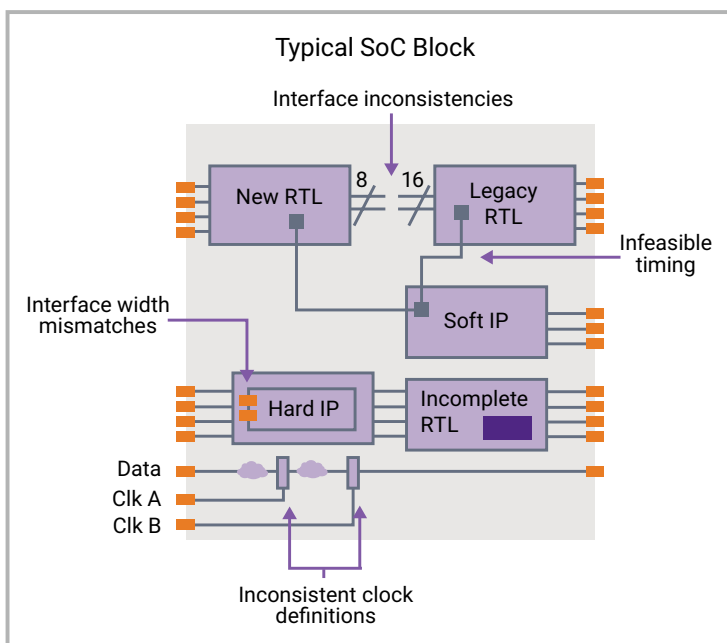 Typical SoC Block
Interface inconsistencies
New RTL
8
16
Legacy
RTL
Infeasible
timing
Interface width
mismatches
Soft IP
Hard IP
Incomplete
RTL
Data
Clk A
Clk B
Inconsistent clock
definitions